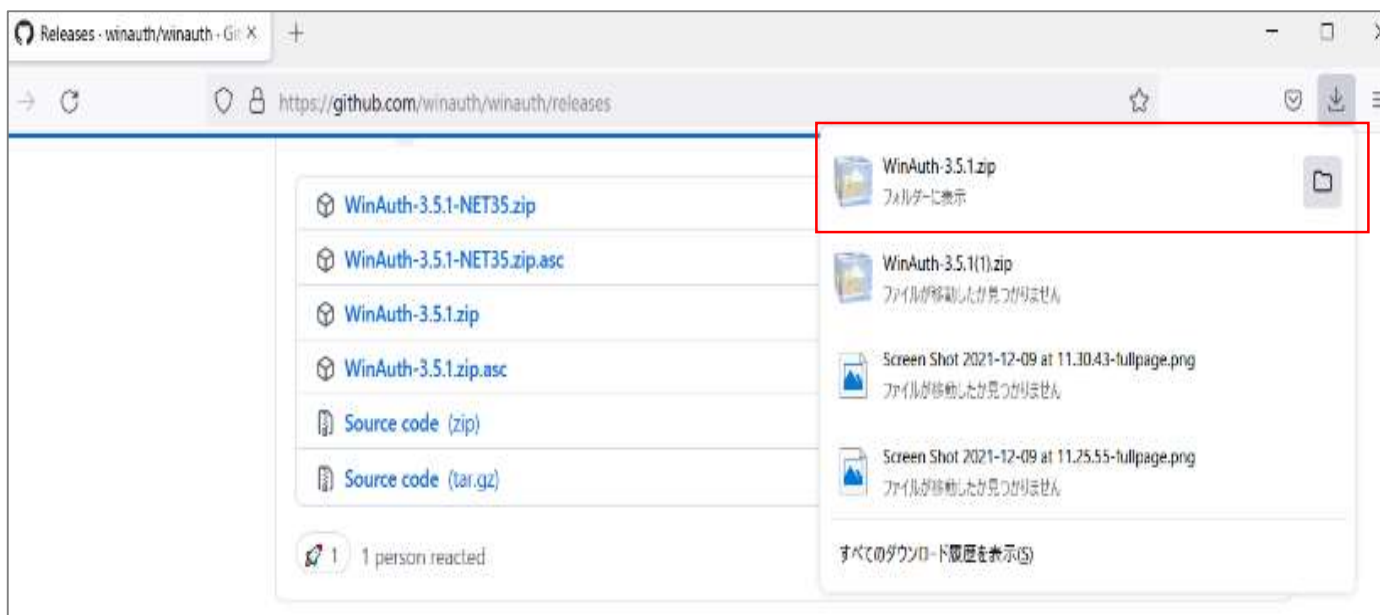 Releases · winauth/winauth · Git
https://github.com/winauth/winauth/releases
WinAuth-3.5.1-NET35.zip
WinAuth-3.5.1-NET35.zip.asc
WinAuth-3.5.1.zip
WinAuth-3.5.1.zip.asc
Source code (zip)
Source code (tar.gz)
1 1 person reacted
WinAuth-3.5.1.zip
フォルダーに表示
WinAuth-3.5.1(1).zip
ファイルが移動したか見つかりません
Screen Shot 2021-12-09 at 11.30.43-fullpage.png
ファイルが移動したか見つかりません
Screen Shot 2021-12-09 at 11.25.55-fullpage.png
ファイルが移動したか見つかりません
すべてのダウンロード履歴を表示(S)